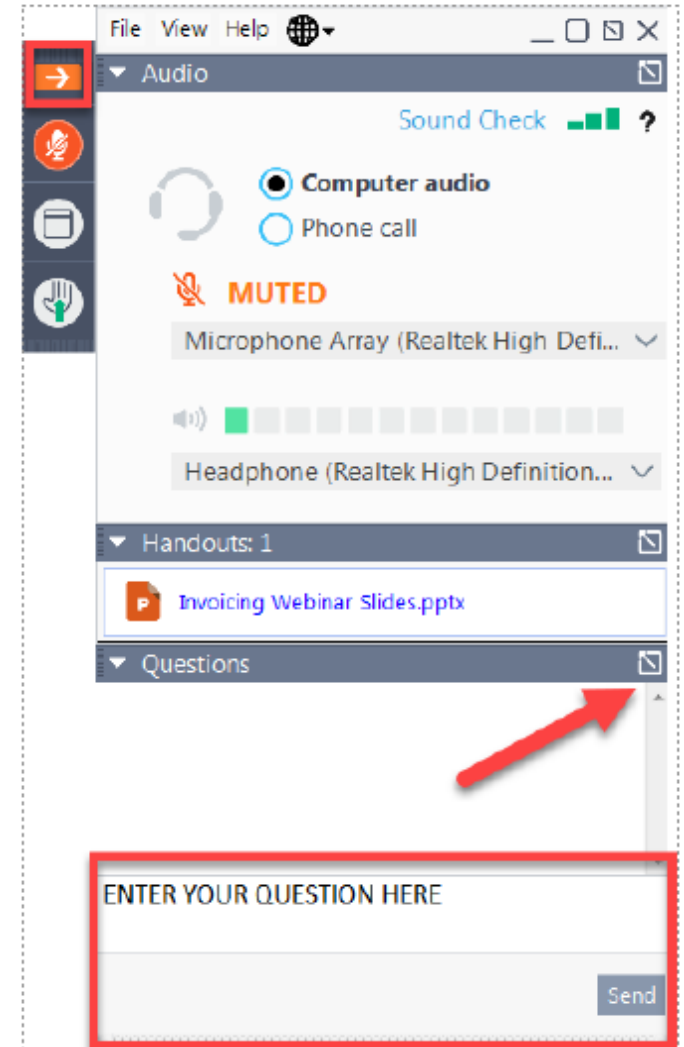 File View Help
Audio
Sound Check ?
Computer audio
Phone call
MUTED
Microphone Array (Realtek High Defi...
Headphone (Realtek High Definition...
Handouts: 1
P Invoicing Webinar Slides.pptx
Questions
ENTER YOUR QUESTION HERE
Send